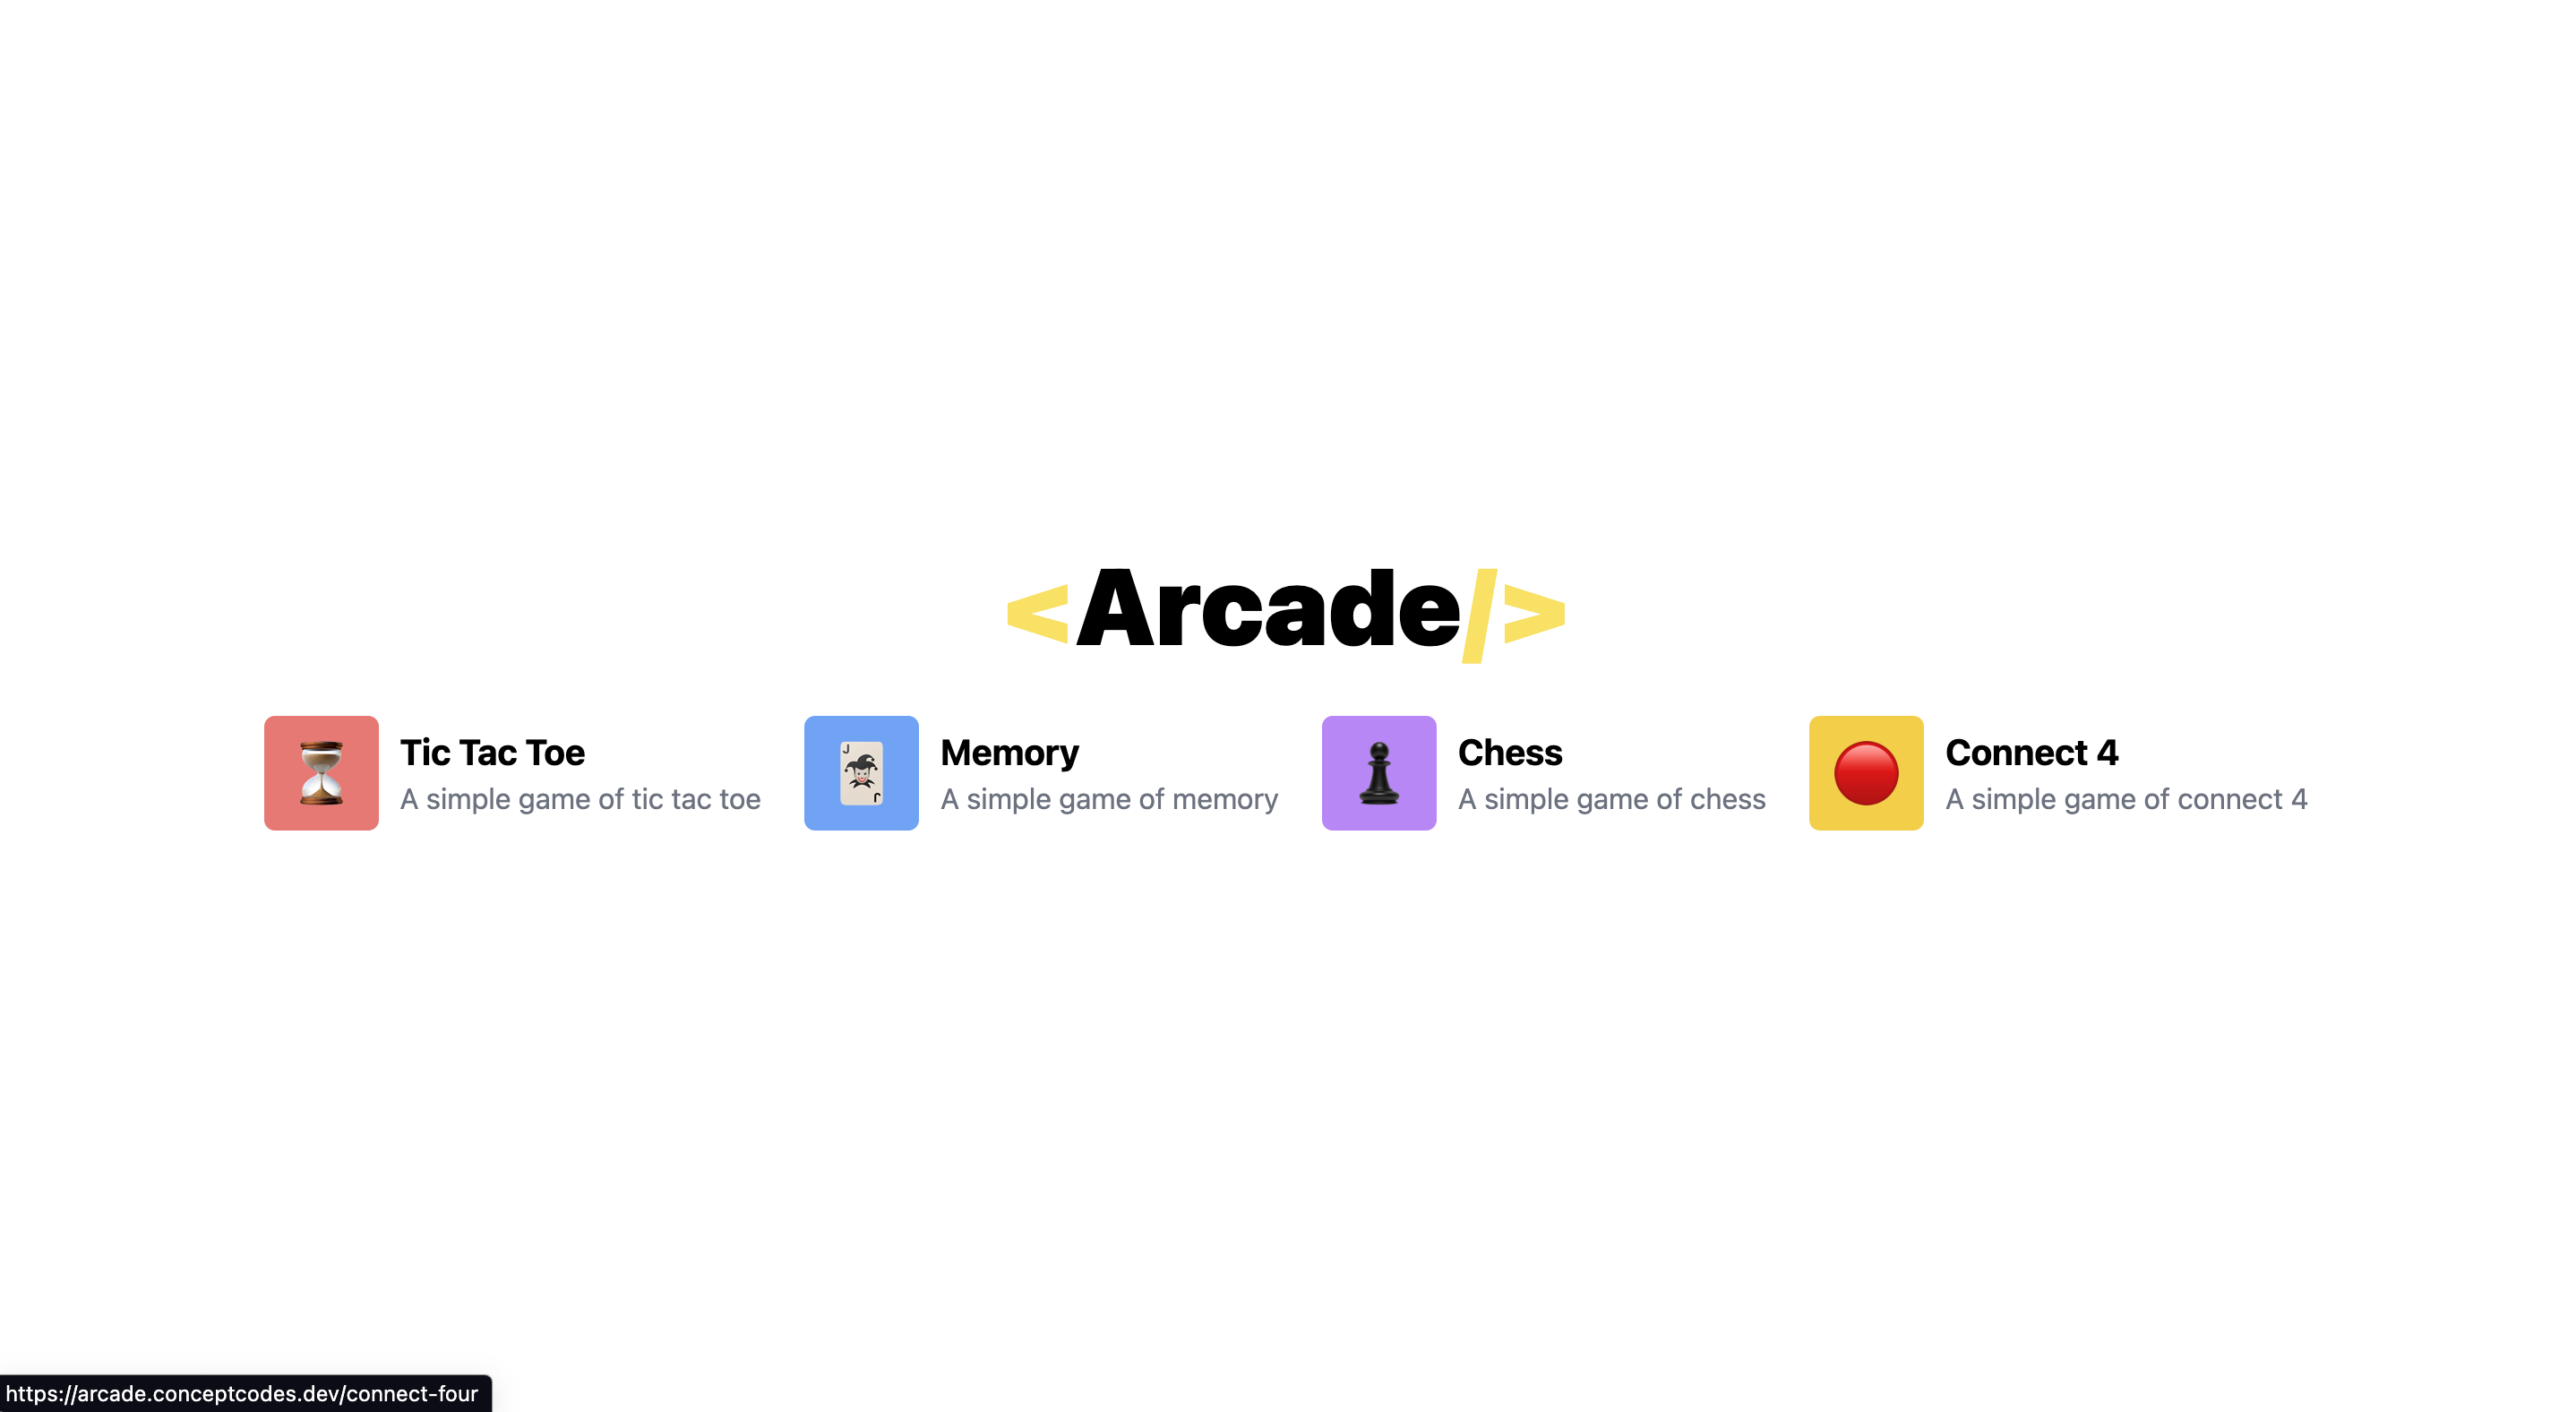 <Arcade/>
Tic Tac Toe
A simple game of tic tac toe
Memory
A simple game of memory
Chess
A simple game of chess
Connect 4
A simple game of connect 4
https://arcade.conceptcodes.dev/connect-four